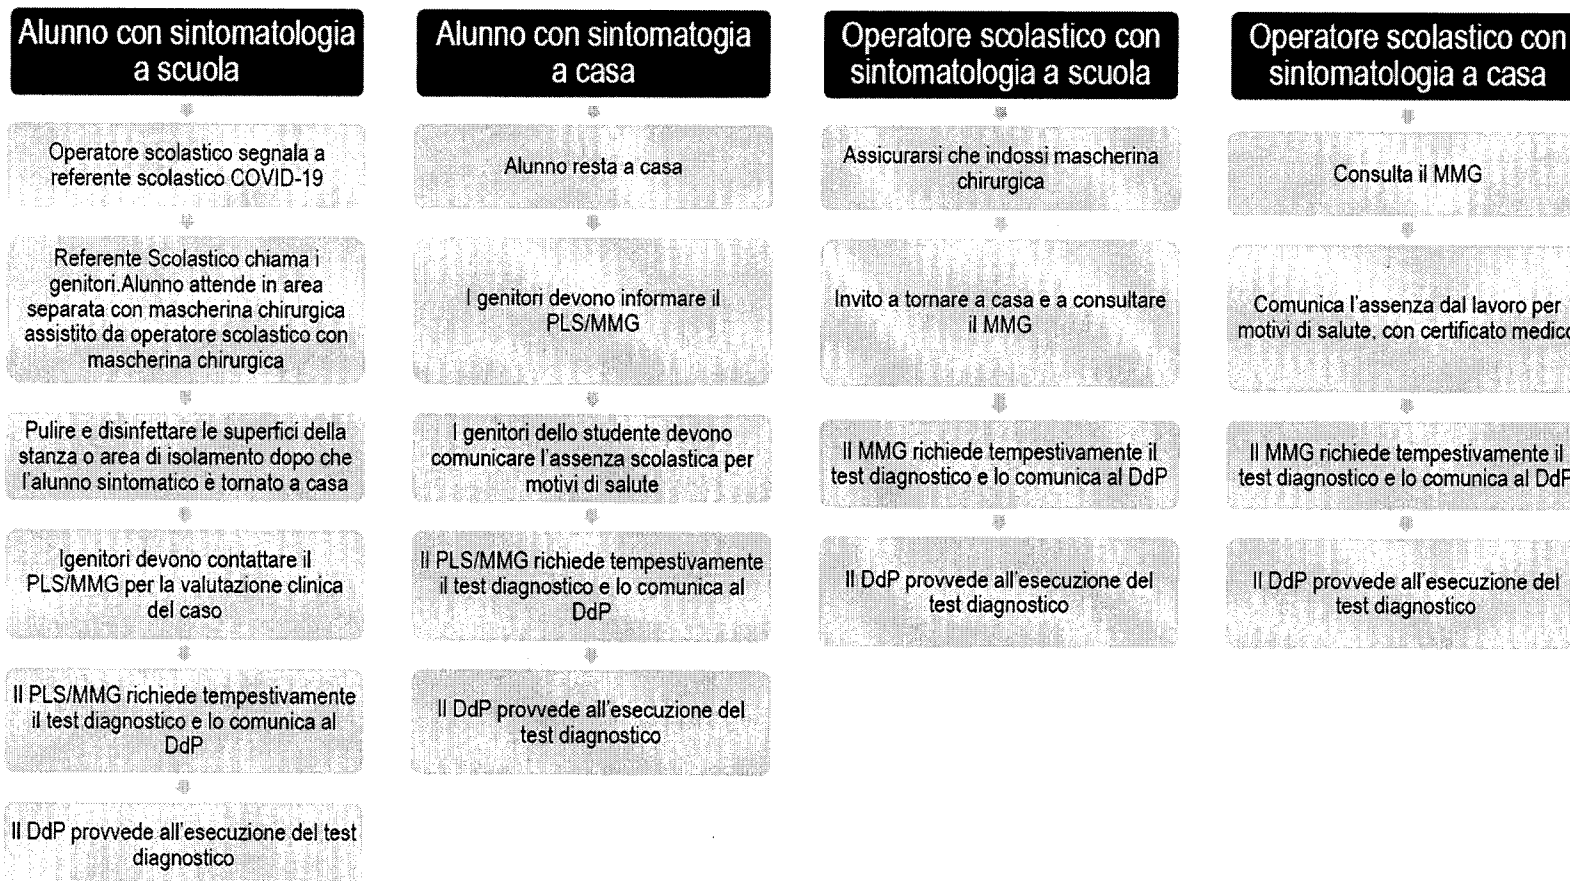 Alunno con sintomatologia
a scuola
Operatore scolastico segnala a
referente scolastico COVID-19
Referente Scolastico chiama i
genitori.Alunno attende in area
separata con mascherina chirurgica
assistito da operatore scolastico con
mascherina chirurgica
Pulire e disinfettare le superfici della
stanza o area di isolamento dopo che
l'alunno sintomatico è tornato a casa
Igenitori devono contattare il
PLS/MMG per la valutazione clinica
del caso
Il PLS/MMG richiede tempestivamente
il test diagnostico e lo comunica al
DdP
Il DdP provvede all'esecuzione del test
diagnostico
Alunno con sintomatogia
a casa
Alunno resta a casa
I genitori devono informare il
PLS/MMG
I genitori dello studente devono
comunicare l'assenza scolastica per
motivi di salute
Il PLS/MMG richiede tempestivamente
il test diagnostico e lo comunica al
DdP
Il DdP provvede all'esecuzione del
test diagnostico
Operatore scolastico con
sintomatologia a scuola
Assicurarsi che indossi mascherina
chirurgica
Invito a tornare a casa e a consultare
il MMG
Il MMG richiede tempestivamente il
test diagnostico e lo comunica al DdP
Il DdP provvede all'esecuzione del
test diagnostico
Operatore scolastico con
sintomatologia a casa
Consulta il MMG
Comunica l'assenza dal lavoro per
motivi di salute, con certificato medico
Il MMG richiede tempestivamente il
test diagnostico e lo comunica al DdP
Il DdP provvede all'esecuzione del
test diagnostico